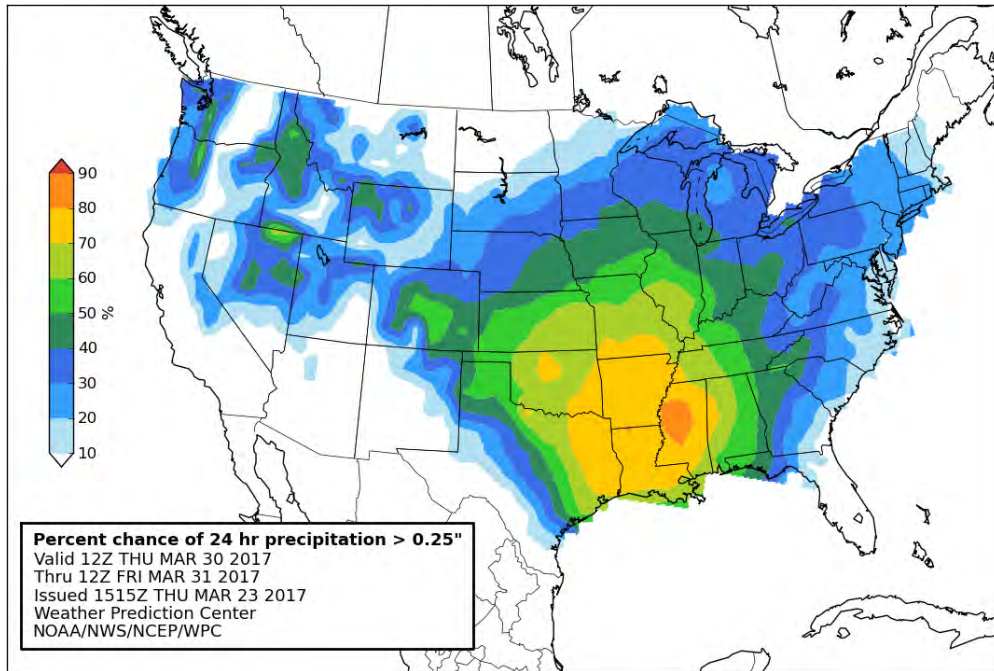 90
80
70
60
50
40
30
20
10
%
Percent chance of 24 hr precipitation > 0.25"
Valid 12Z THU MAR 30 2017
Thru 12Z FRI MAR 31 2017
Issued 1515Z THU MAR 23 2017
Weather Prediction Center
NOAA/NWS/NCEP/WPC